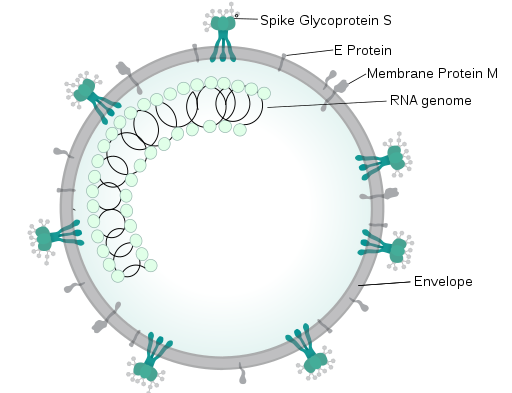 Spike Glycoprotein S
E Protein
Membrane Protein M
RNA genome
Envelope